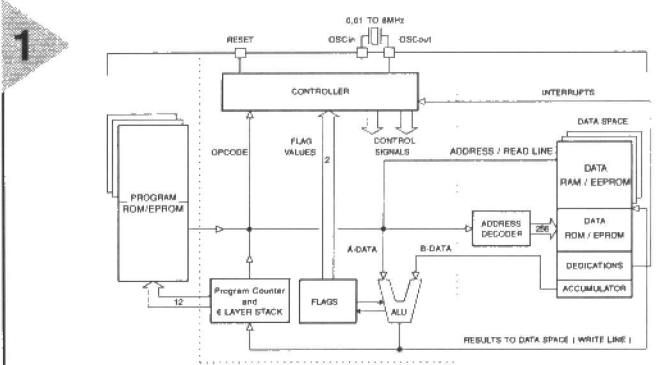 1
0,01 TO 8MHz
RESET
OSCin
OSCout
CONTROLLER
INTERRUPTS
OPCODE
FLAG
VALUES
2
CONTROL
SIGNALS
ADDRESS / READ LINE
DATA SPACE
DATA
RAM / EEPROM
PROGRAM
ROM/EPROM
ADDRESS
DECODER
256
DATA
ROM / EPROM
A-DATA
B-DATA
DEDICATIONS
ACCUMULATOR
12
Program Counter
and
6 LAYER STACK
FLAGS
ALU
RESULTS TO DATA SPACE ( WRITE LINE )